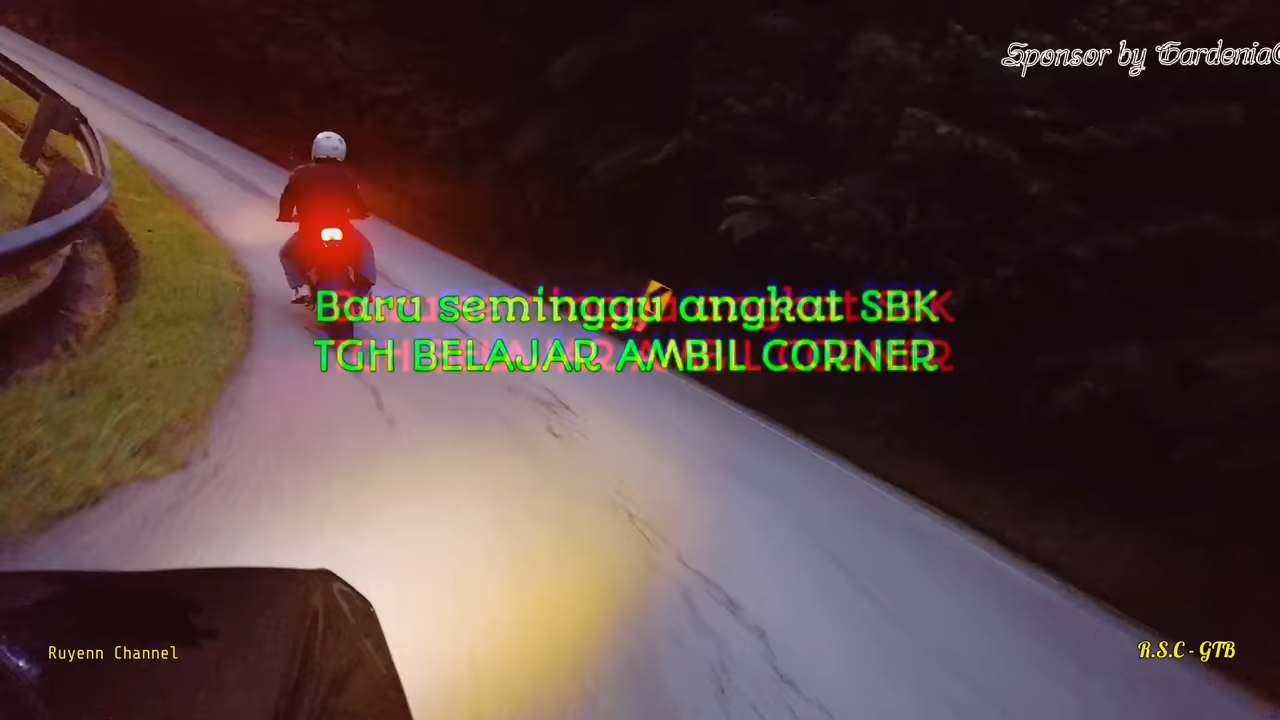 Sponsor by Gardenia
Baru seminggu angkat SBK
TGH BELAJAR AMBIL CORNER
Ruyenn Channel
R.S.C - GTB